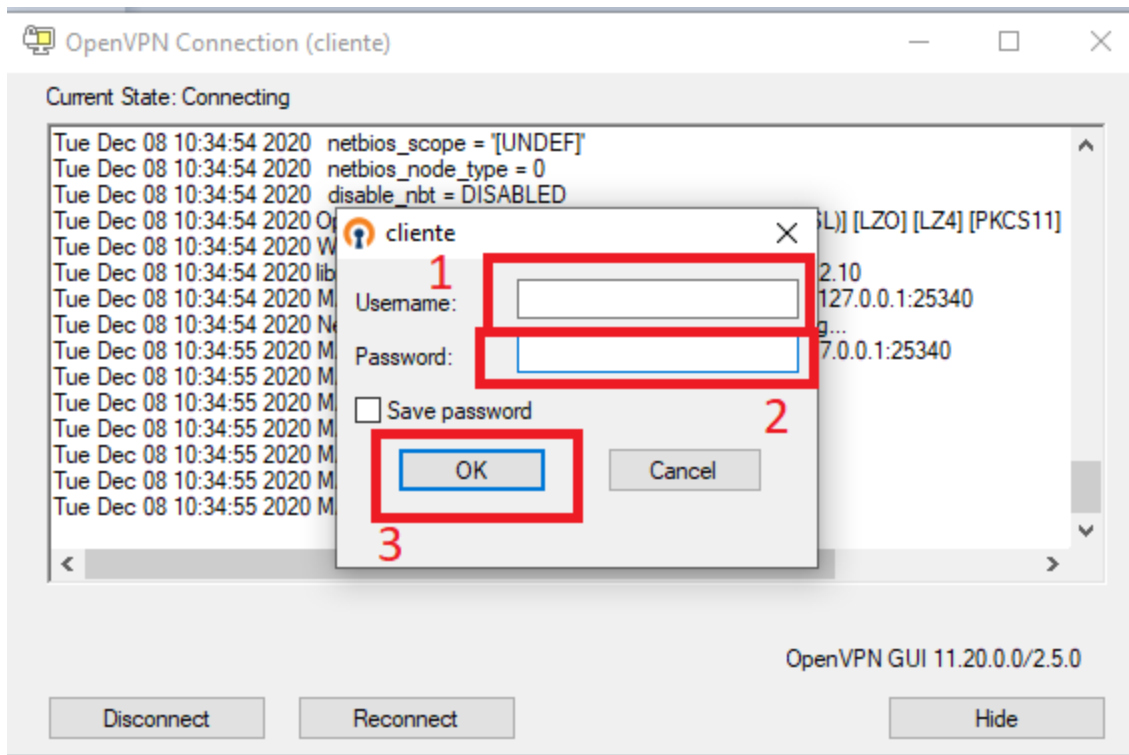 OpenVPN Connection (cliente)
Current State: Connecting
Tue Dec 08 10:34:54 2020 netbios_scope = '[UNDEF]'
Tue Dec 08 10:34:54 2020 netbios_node_type = 0
Tue Dec 08 10:34:54 2020 disable_nbt = DISABLED
Tue Dec 08 10:34:54 2020 [LZO] [LZ4] [PKCS11]
Tue Dec 08 10:34:54 2020 W
Tue Dec 08 10:34:54 2020 lib 2.10
Tue Dec 08 10:34:54 2020 M 127.0.0.1:25340
Tue Dec 08 10:34:54 2020 Ne g...
Tue Dec 08 10:34:55 2020 M 7.0.0.1:25340
Tue Dec 08 10:34:55 2020 M
Tue Dec 08 10:34:55 2020 M
Tue Dec 08 10:34:55 2020 M
Tue Dec 08 10:34:55 2020 M
Tue Dec 08 10:34:55 2020 M
Tue Dec 08 10:34:55 2020 M
cliente
1
Username:
Password:
2
Save password
OK
Cancel
3
OpenVPN GUI 11.20.0.0/2.5.0
Disconnect
Reconnect
Hide